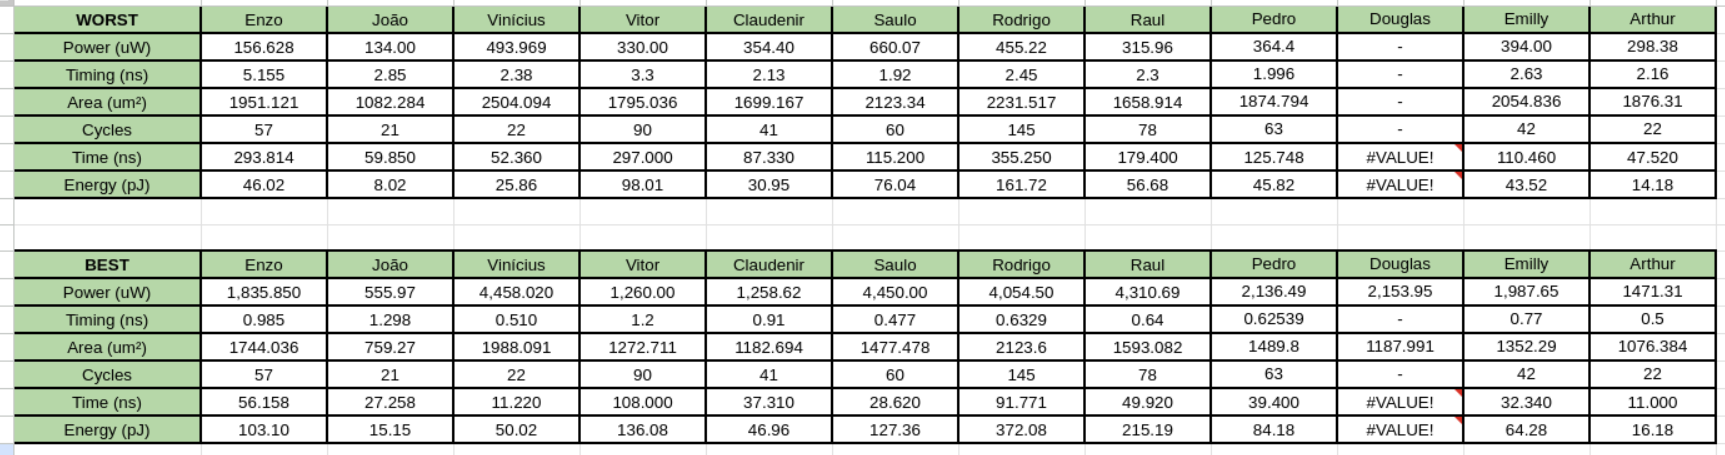 WORST Enzo João Vinícius Vitor Claudenir Saulo Rodrigo Raul Pedro Douglas Emilly Arthur
Power (uW) 156.628 134.00 493.969 330.00 354.40 660.07 455.22 315.96 364.4 - 394.00 298.38
Timing (ns) 5.155 2.85 2.38 3.3 2.13 1.92 2.45 2.3 1.996 - 2.63 2.16
Area (um²) 1951.121 1082.284 2504.094 1795.036 1699.167 2123.34 2231.517 1658.914 1874.794 - 2054.836 1876.31
Cycles 57 21 22 90 41 60 145 78 63 - 42 22
Time (ns) 293.814 59.850 52.360 297.000 87.330 115.200 355.250 179.400 125.748 #VALUE! 110.460 47.520
Energy (pJ) 46.02 8.02 25.86 98.01 30.95 76.04 161.72 56.68 45.82 #VALUE! 43.52 14.18
BEST Enzo João Vinícius Vitor Claudenir Saulo Rodrigo Raul Pedro Douglas Emilly Arthur
Power (uW) 1,835.850 555.97 4,458.020 1,260.00 1,258.62 4,450.00 4,054.50 4,310.69 2,136.49 2,153.95 1,987.65 1471.31
Timing (ns) 0.985 1.298 0.510 1.2 0.91 0.477 0.6329 0.64 0.62539 - 0.77 0.5
Area (um²) 1744.036 759.27 1988.091 1272.711 1182.694 1477.478 2123.6 1593.082 1489.8 1187.991 1352.29 1076.384
Cycles 57 21 22 90 41 60 145 78 63 - 42 22
Time (ns) 56.158 27.258 11.220 108.000 37.310 28.620 91.771 49.920 39.400 #VALUE! 32.340 11.000
Energy (pJ) 103.10 15.15 50.02 136.08 46.96 127.36 372.08 215.19 84.18 #VALUE! 64.28 16.18